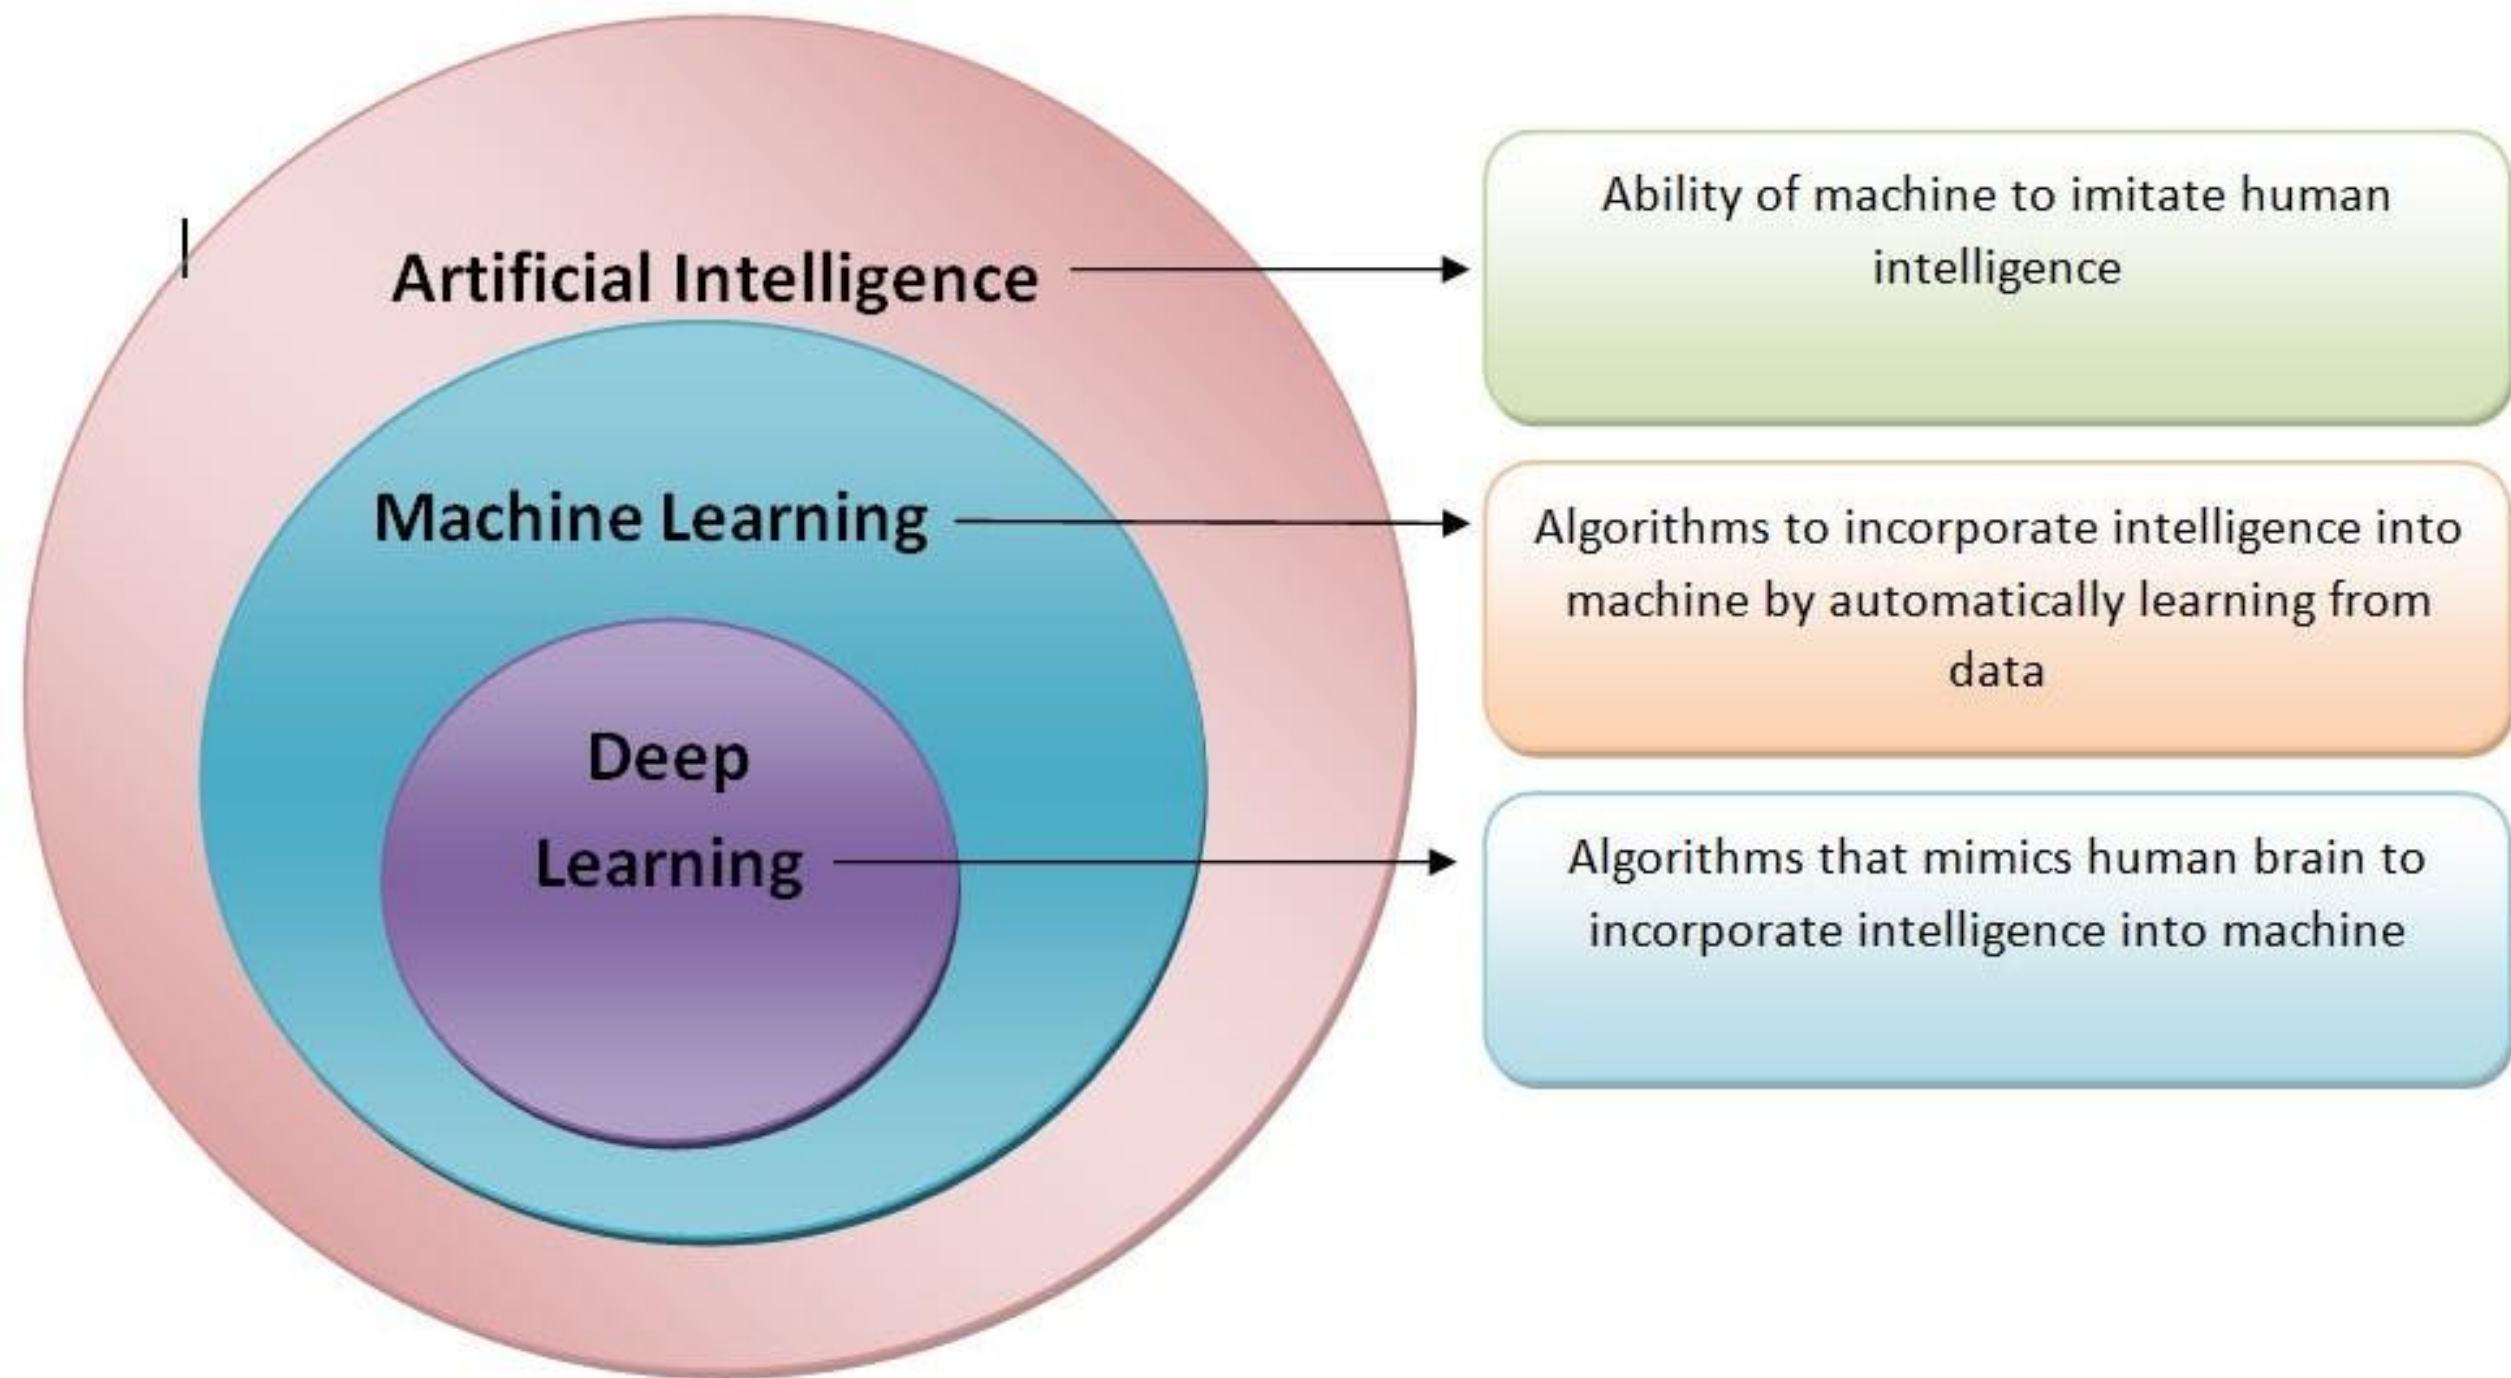 Artificial Intelligence
Ability of machine to imitate human
intelligence
Machine Learning
Algorithms to incorporate intelligence into
machine by automatically learning from
data
Deep
Learning
Algorithms that mimics human brain to
incorporate intelligence into machine